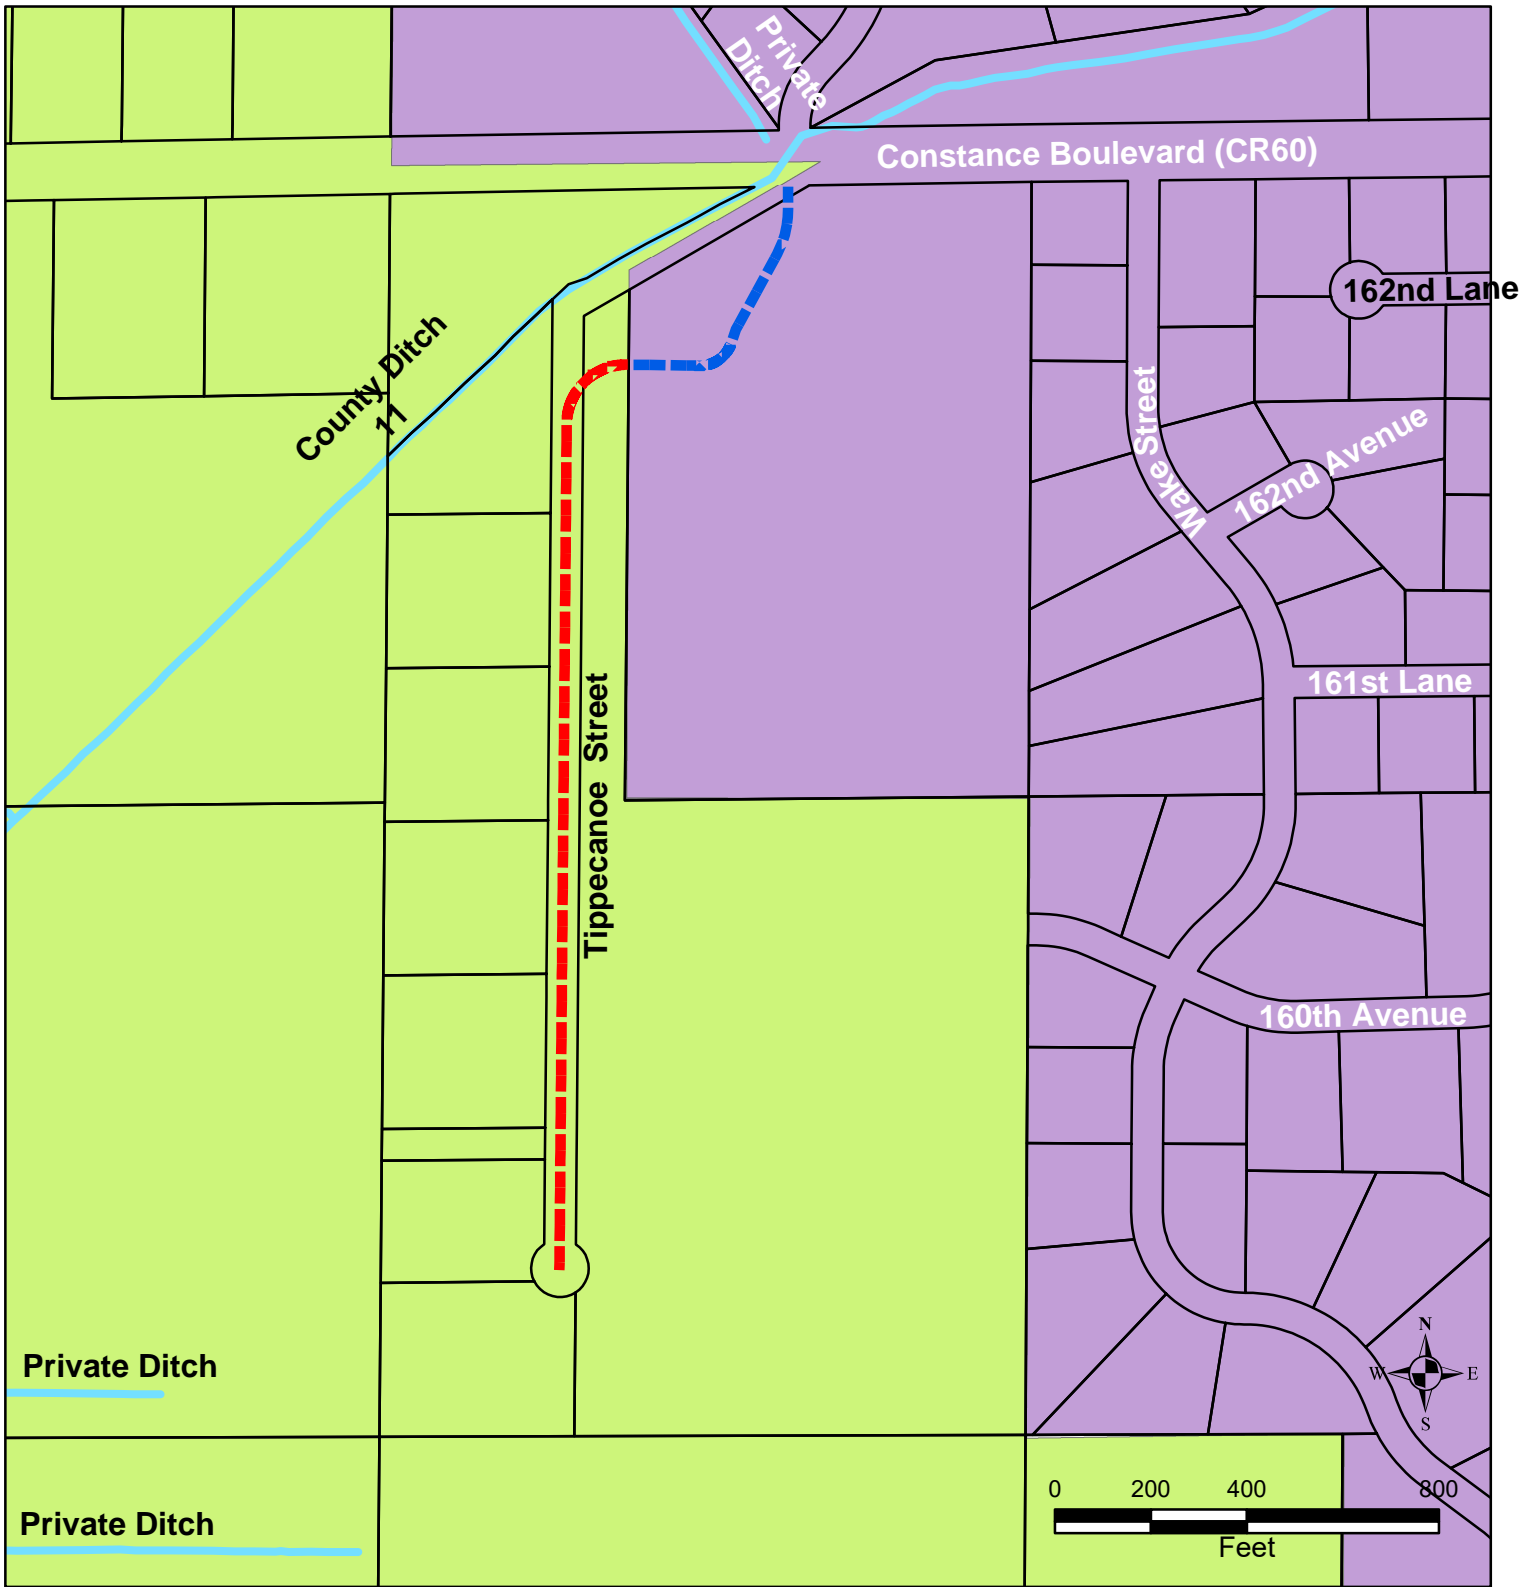 Private
Ditch
Constance Boulevard (CR60)
162nd Lane
County Ditch
11
Wake Street
162nd Avenue
161st Lane
Tippecanoe Street
160th Avenue
N
W E
S
Private Ditch
0 200 400 800
Feet
Private Ditch